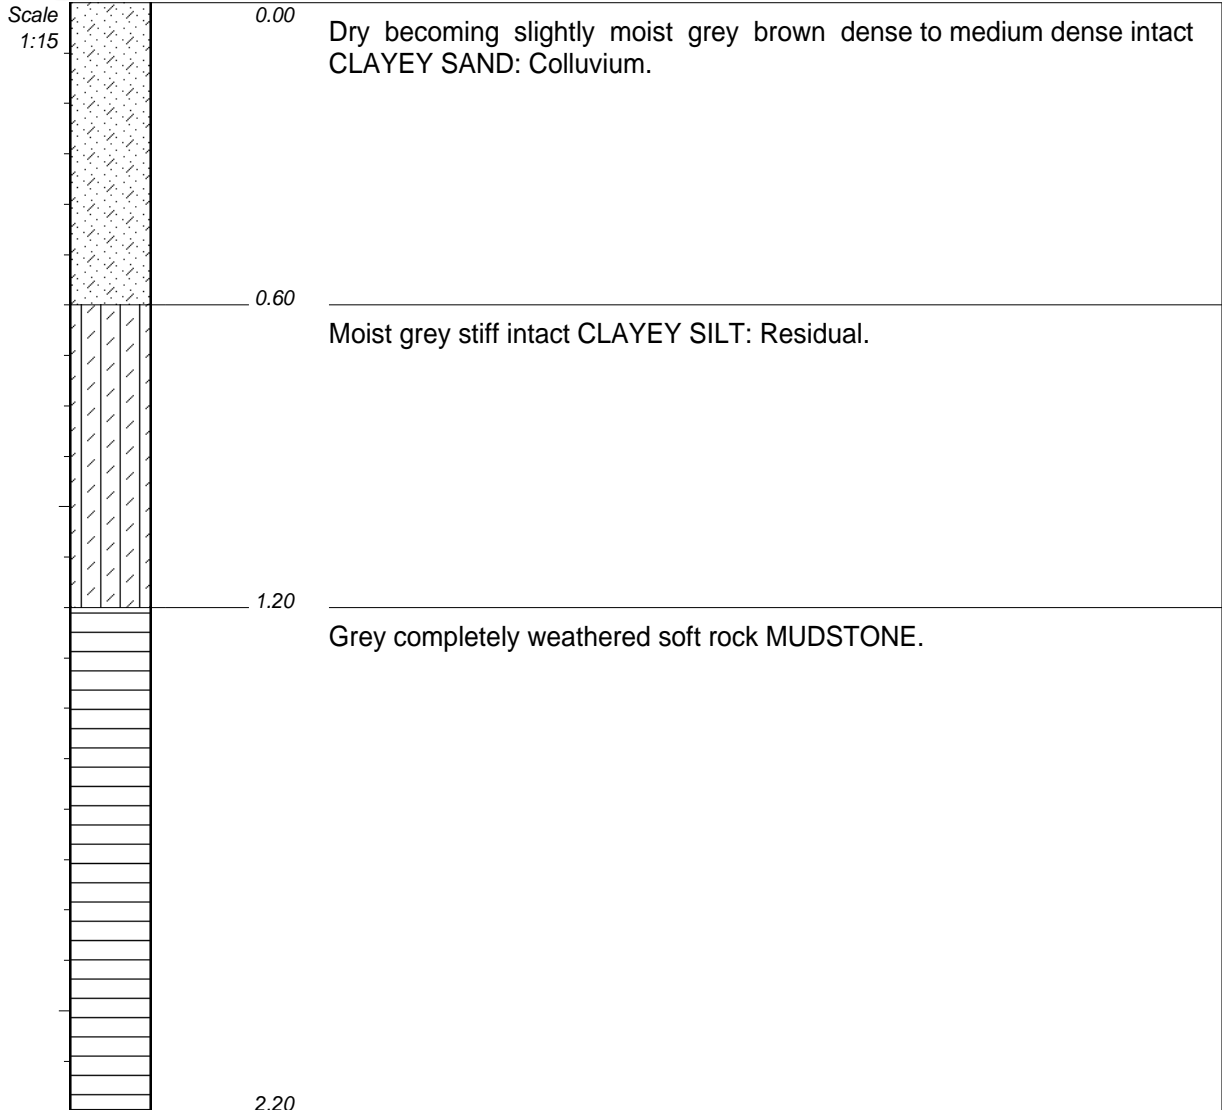 Scale
1:15
0.00
Dry becoming slightly moist grey brown dense to medium dense intact
CLAYEY SAND: Colluvium.
0.60
Moist grey stiff intact CLAYEY SILT: Residual.
1.20
Grey completely weathered soft rock MUDSTONE.
2.20